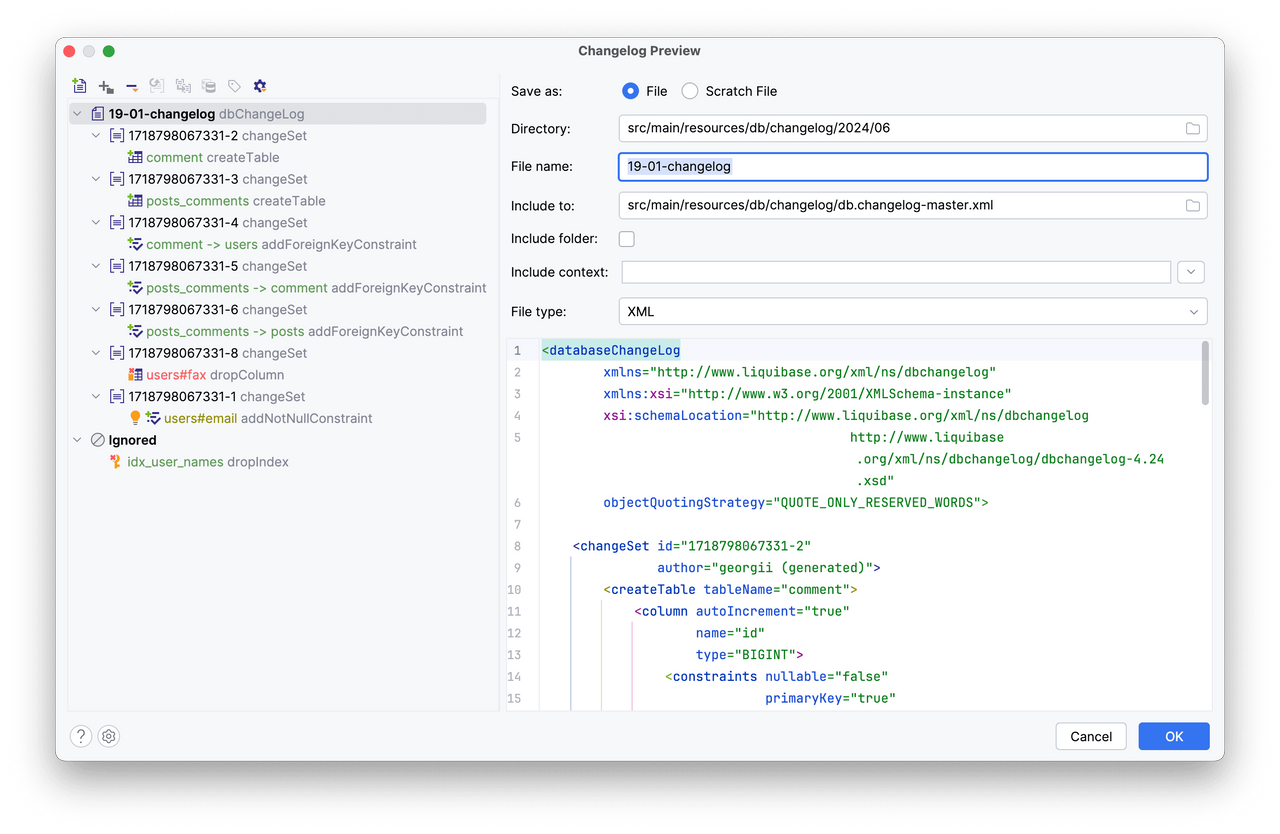 Changelog Preview
19-01-changelog dbChangeLog
1718798067331-2 changeSet
comment createTable
1718798067331-3 changeSet
posts_comments createTable
1718798067331-4 changeSet
comment -> users addForeignKeyConstraint
1718798067331-5 changeSet
posts_comments -> comment addForeignKeyConstraint
1718798067331-6 changeSet
posts_comments -> posts addForeignKeyConstraint
1718798067331-8 changeSet
users#fax dropColumn
1718798067331-1 changeSet
users#email addNotNullConstraint
Ignored
idx_user_names dropIndex
Save as: File Scratch File
Directory: src/main/resources/db/changelog/2024/06
File name: 19-01-changelog
Include to: src/main/resources/db/changelog/db.changelog-master.xml
Include folder:
Include context:
File type: XML
1 <databaseChangeLog
2 xmlns="http://www.liquibase.org/xml/ns/dbchangelog"
3 xmlns:xsi="http://www.w3.org/2001/XMLSchema-instance"
4 xsi:schemaLocation="http://www.liquibase.org/xml/ns/dbchangelog
5 http://www.liquibase
.org/xml/ns/dbchangelog/dbchangelog-4.24
.xsd"
6 objectQuotingStrategy="QUOTE_ONLY_RESERVED_WORDS">
7
8 <changeSet id="1718798067331-2"
9 author="georgii (generated)">
10 <createTable tableName="comment">
11 <column autoIncrement="true"
12 name="id"
13 type="BIGINT">
14 <constraints nullable="false"
15 primaryKey="true"
? Cancel OK